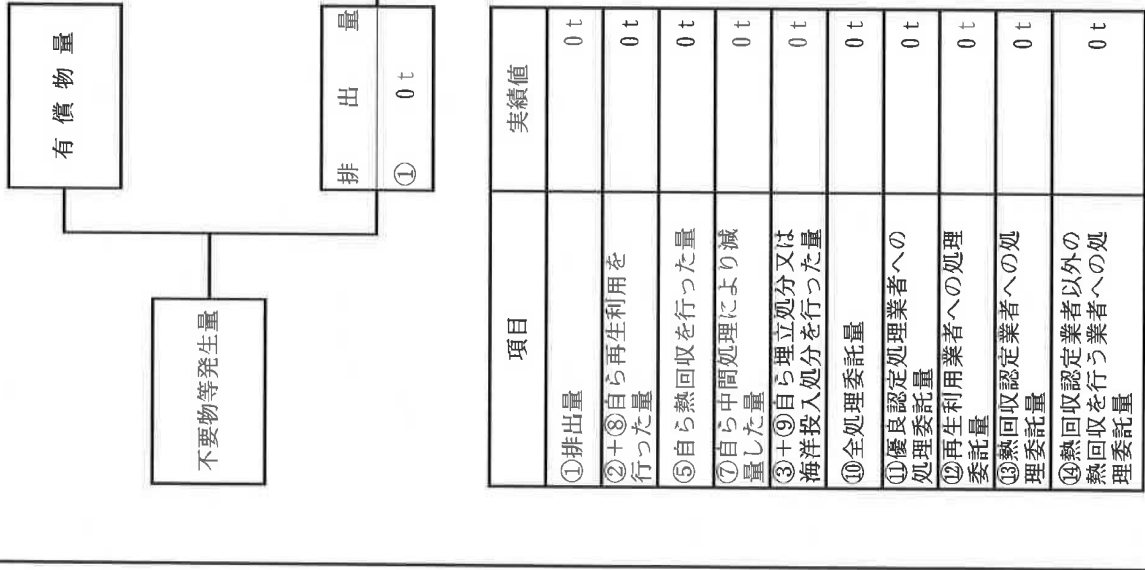 有償物量
不要物等発生量
排出量
① 0 t
項目 実績値
①排出量 0 t
②+⑧自ら再生利用を
行った量 0 t
⑤自ら熱回収を行った量 0 t
⑦自ら中間処理により減
量した量 0 t
③+⑨自ら埋立処分又は
海洋投入処分を行った量 0 t
⑩全処理委託量 0 t
⑪優良認定処理業者への
処理委託量 0 t
⑫再生利用業者への処理
委託量 0 t
⑬熱回収認定業者への処
理委託量 0 t
⑭熱回収認定業者以外の
熱回収を行う業者への処
理委託量 0 t